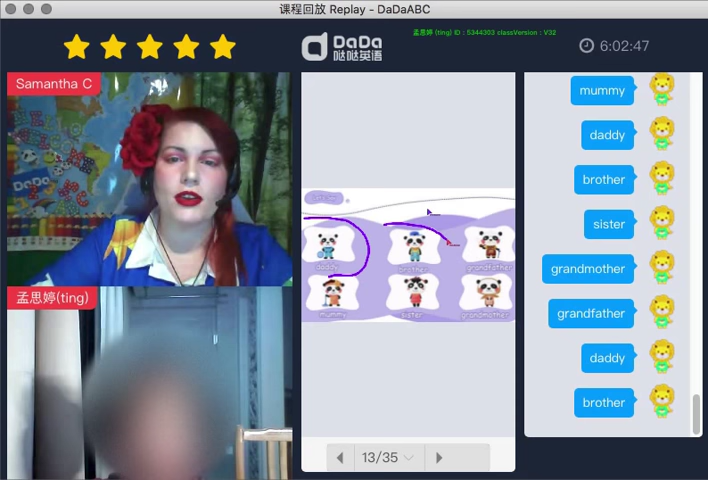 课程回放 Replay - DaDaABC
孟思婷 (ting) ID : 5344303 classVersion : V32
DaDa
哒哒英语
6:02:47
Samantha C
DaDa
孟思婷(ting)
daddy
brother
grandfather
mummy
sister
grandmother
13/35
mummy
daddy
brother
sister
grandmother
grandfather
daddy
brother